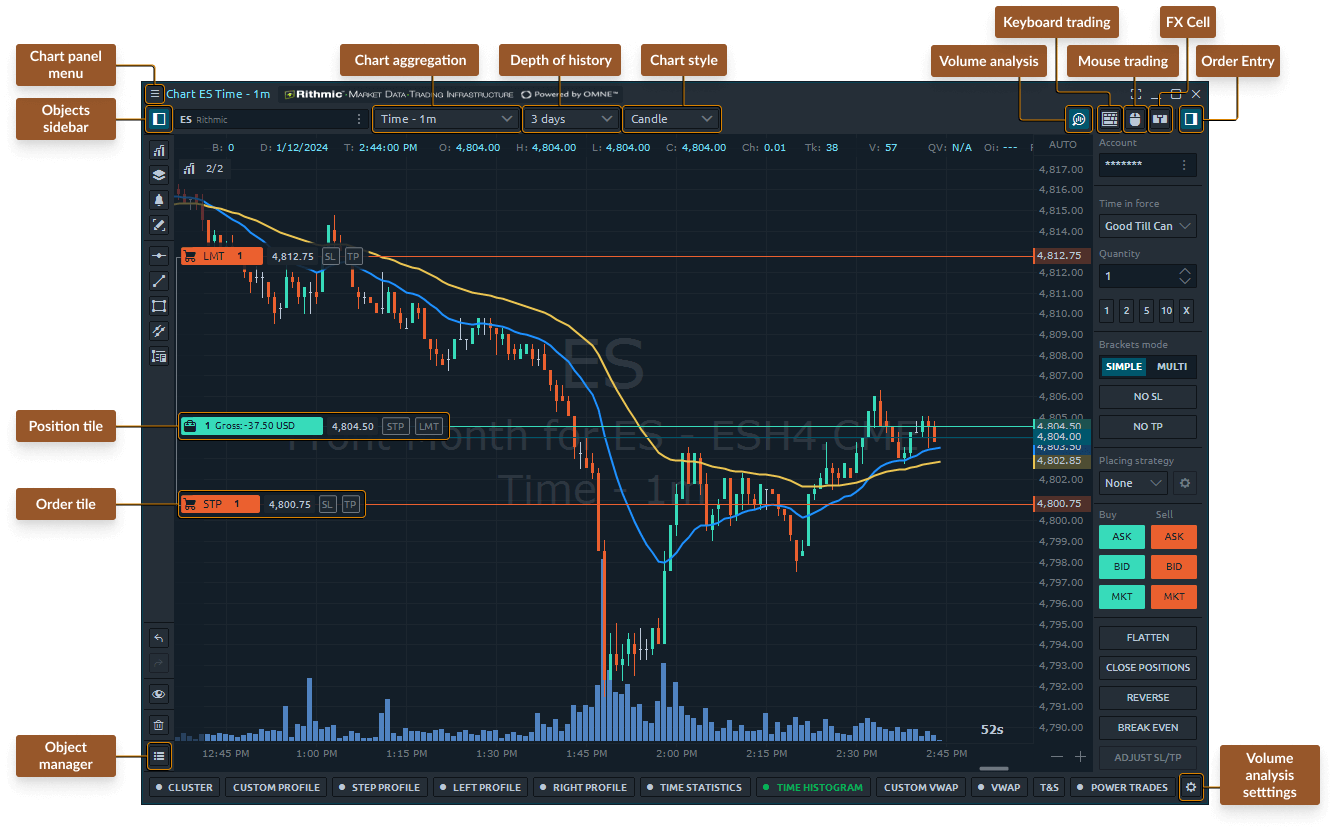 Keyboard trading
FX Cell
Chart panel
menu
Chart aggregation
Depth of history
Chart style
Volume analysis
Mouse trading
Order Entry
Objects
sidebar
Chart ES Time - 1m
Rithmic™ Market Data-Trading Infrastructure
Powered by OMNE™
ES Rithmic
Time - 1m
3 days
Candle
B: 0
D: 1/12/2024
T: 2:44:00 PM
O: 4,804.00
H: 4,804.00
L: 4,804.00
C: 4,804.00
Ch: 0.01
Tk: 38
V: 57
QV: N/A
Oi: ---
AUTO
2/2
4,817.00
4,816.00
4,815.00
4,814.00
4,812.75
4,812.00
4,811.00
4,810.00
4,809.00
4,808.00
4,807.00
4,806.00
4,805.00
4,804.50
4,804.00
4,803.50
4,802.85
4,802.00
4,800.75
4,800.00
4,799.00
4,798.00
4,797.00
4,796.00
4,795.00
4,794.00
4,793.00
4,792.00
4,791.00
4,790.00
LMT 1
4,812.75
SL
TP
ES
Front Month for ES - ESH4.CME
Time - 1m
Position tile
1 Gross: -37.50 USD
4,804.50
STP
LMT
Order tile
STP 1
4,800.75
SL
TP
52s
12:45 PM
1:00 PM
1:15 PM
1:30 PM
1:45 PM
2:00 PM
2:15 PM
2:30 PM
2:45 PM
Account
*******
Time in force
Good Till Can
Quantity
1
1 2 5 10 X
Brackets mode
SIMPLE MULTI
NO SL
NO TP
Placing strategy
None
Buy Sell
ASK ASK
BID BID
MKT MKT
FLATTEN
CLOSE POSITIONS
REVERSE
BREAK EVEN
ADJUST SL/TP
Object
manager
CLUSTER
CUSTOM PROFILE
STEP PROFILE
LEFT PROFILE
RIGHT PROFILE
TIME STATISTICS
TIME HISTOGRAM
CUSTOM VWAP
VWAP
T&S
POWER TRADES
Volume
analysis
setttings